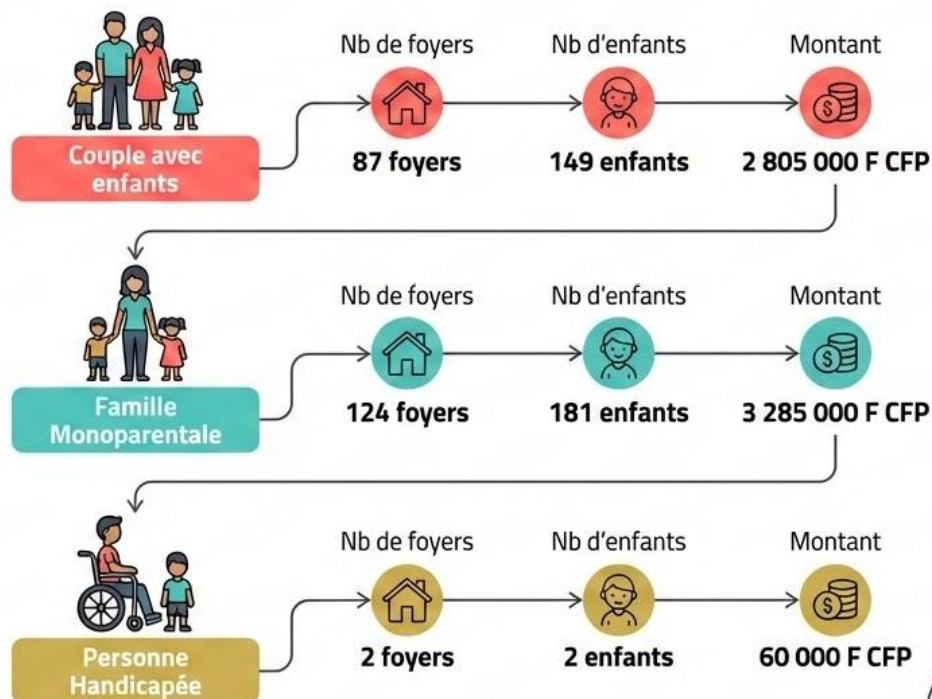 Nb de foyers
Nb d'enfants
Montant
Couple avec
enfants
87 foyers
149 enfants
2 805 000 F CFP
Nb de foyers
Nb d'enfants
Montant
Famille
Monoparentale
124 foyers
181 enfants
3 285 000 F CFP
Nb de foyers
Nb d'enfants
Montant
Personne
Handicapée
2 foyers
2 enfants
60 000 F CFP